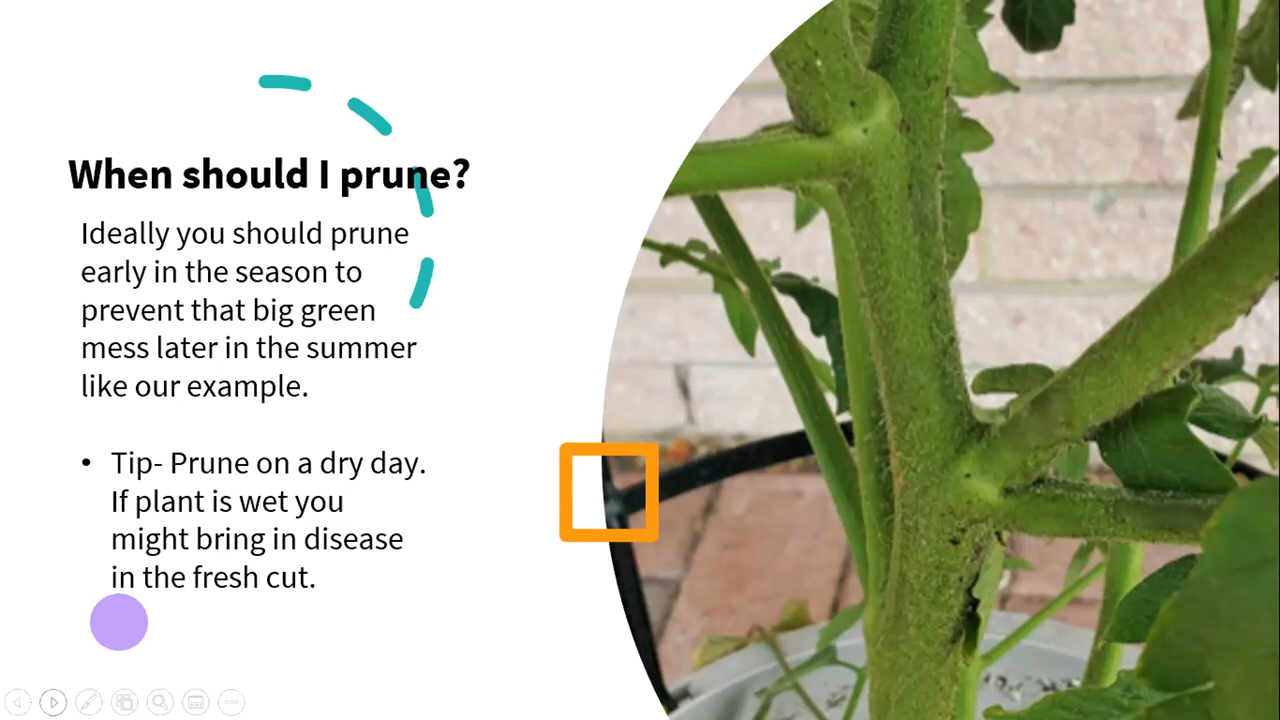 When should I prune?
Ideally you should prune
early in the season to
prevent that big green
mess later in the summer
like our example.
• Tip- Prune on a dry day.
If plant is wet you
might bring in disease
in the fresh cut.